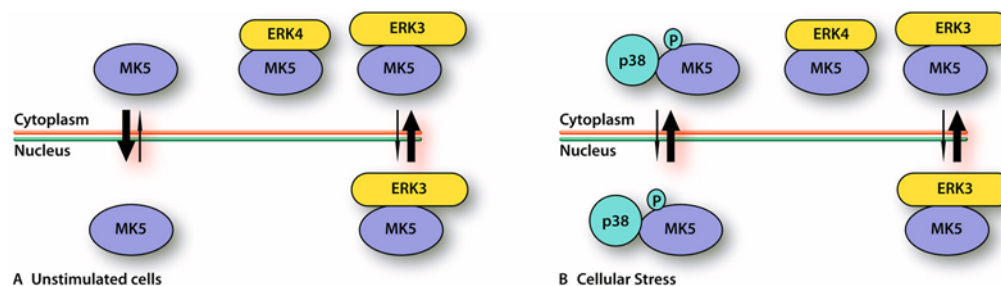 ERK4
MK5
ERK3
MK5
MK5
Cytoplasm
Nucleus
ERK3
MK5
MK5
A Unstimulated cells
p38
P
MK5
ERK4
MK5
ERK3
MK5
Cytoplasm
Nucleus
p38
P
MK5
ERK3
MK5
B Cellular Stress